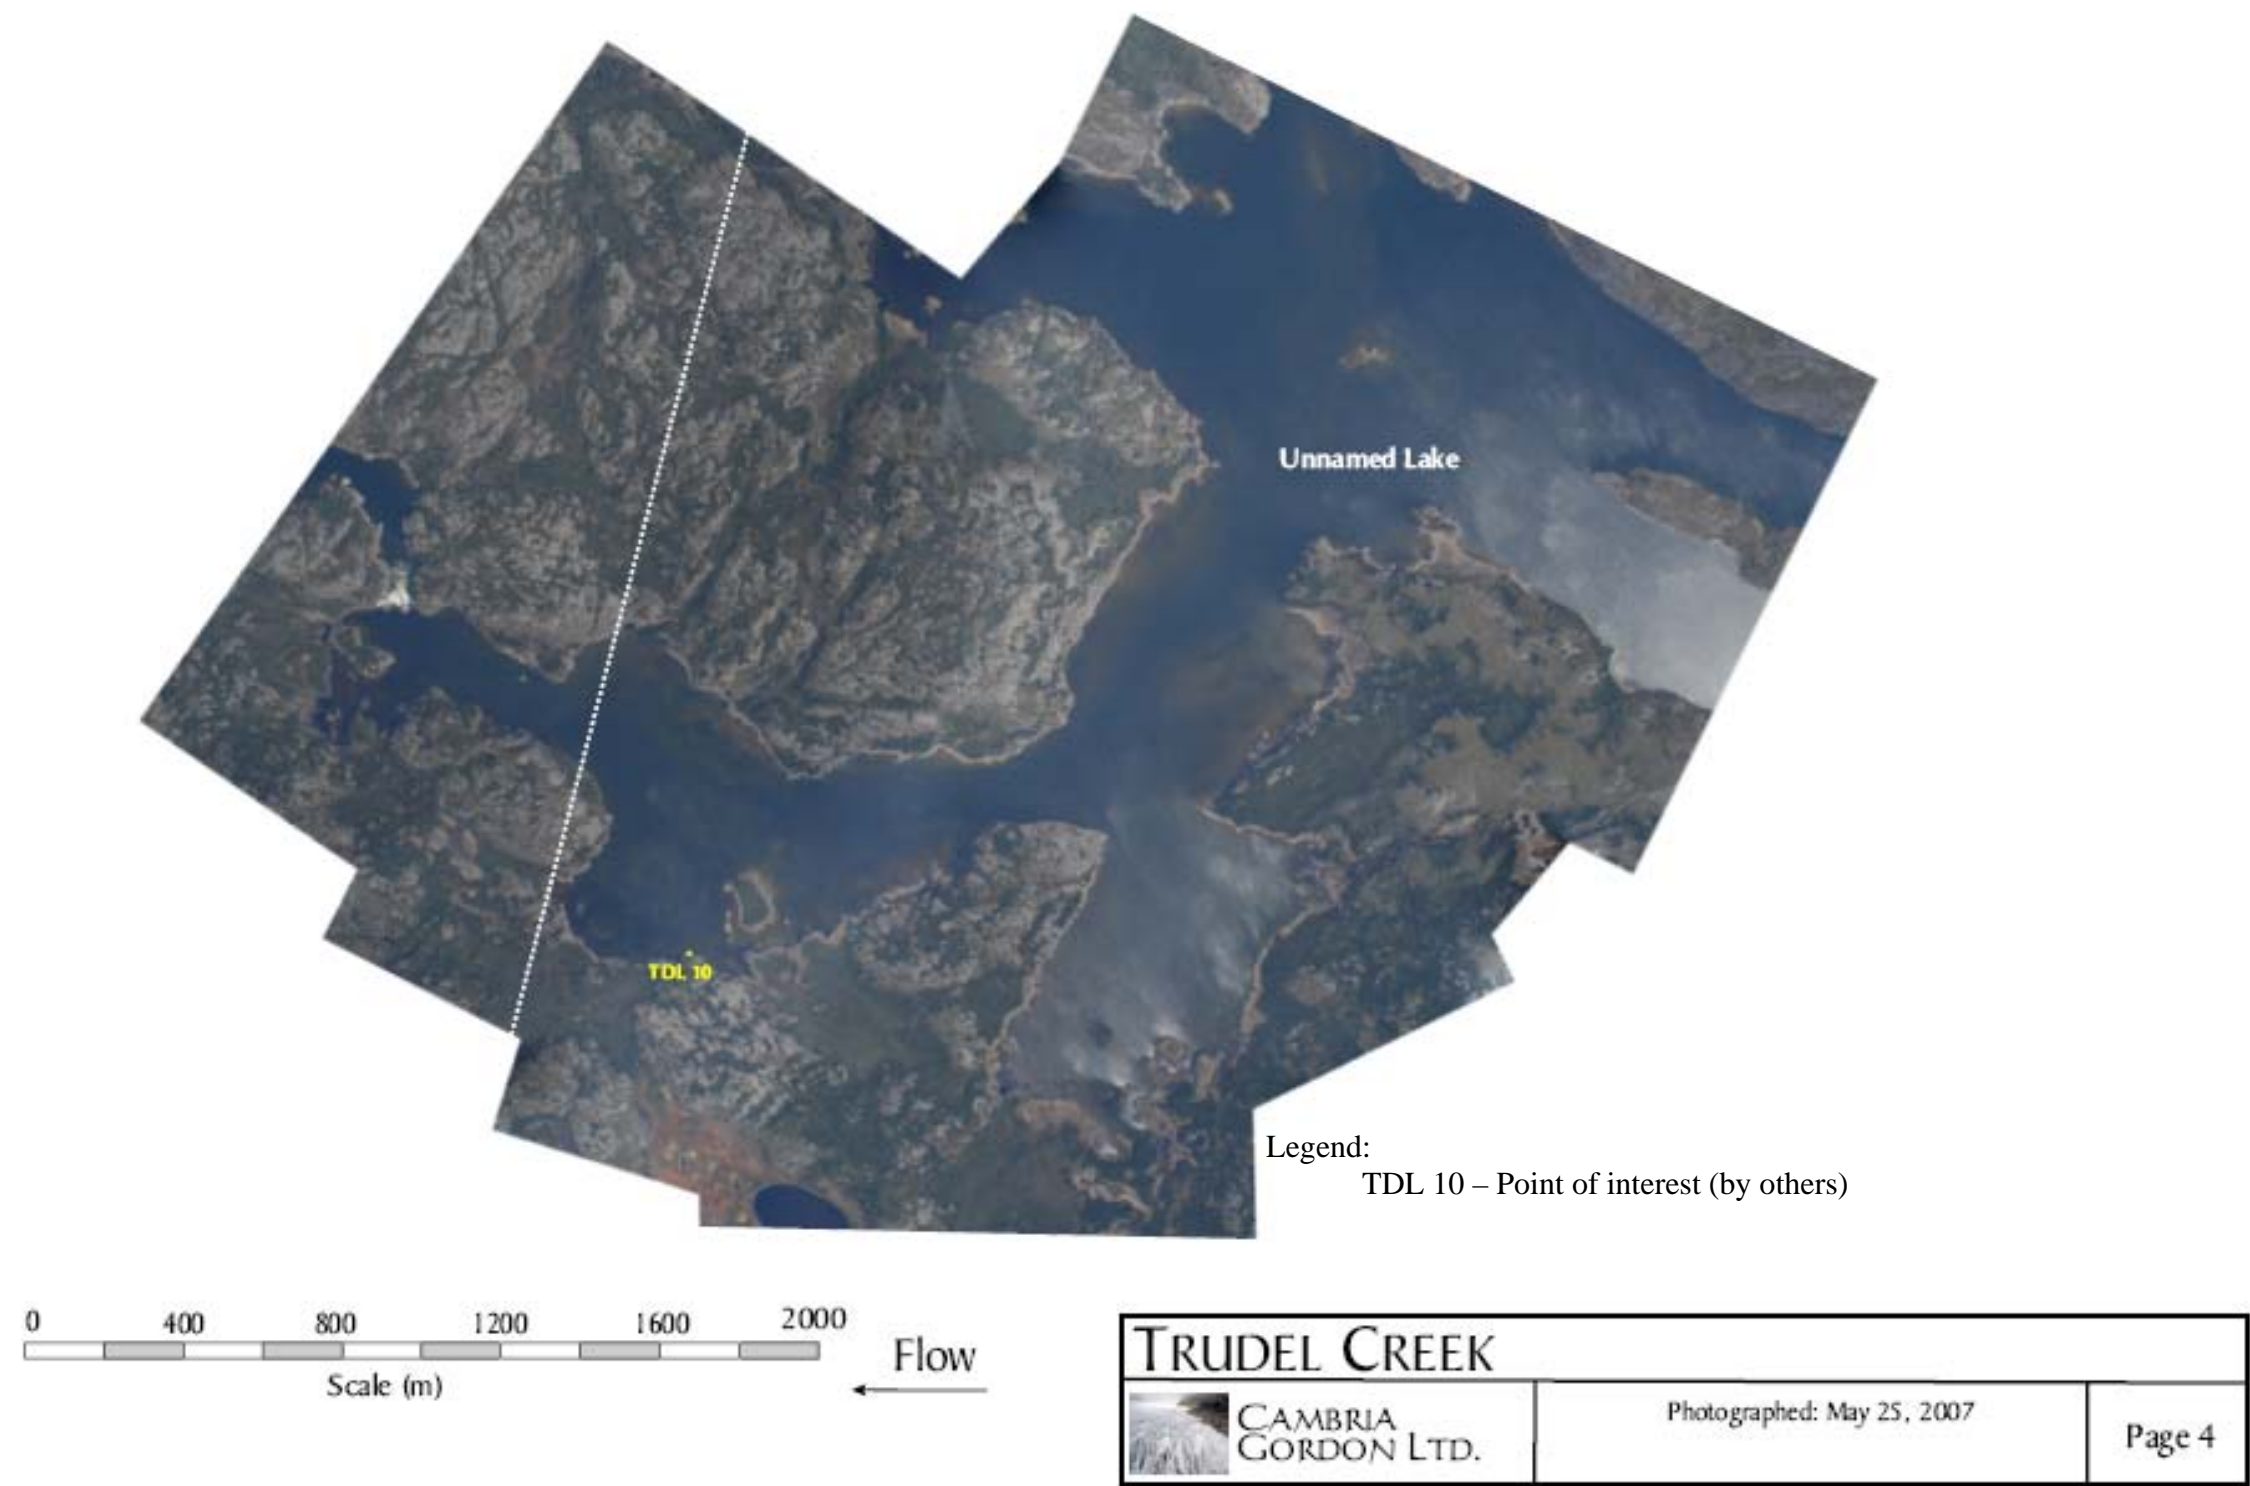 Unnamed Lake
TDL 10
Legend:
TDL 10 – Point of interest (by others)
0 400 800 1200 1600 2000
Scale (m)
Flow
TRUDEL CREEK
CAMBRIA
GORDON LTD.
Photographed: May 25, 2007
Page 4